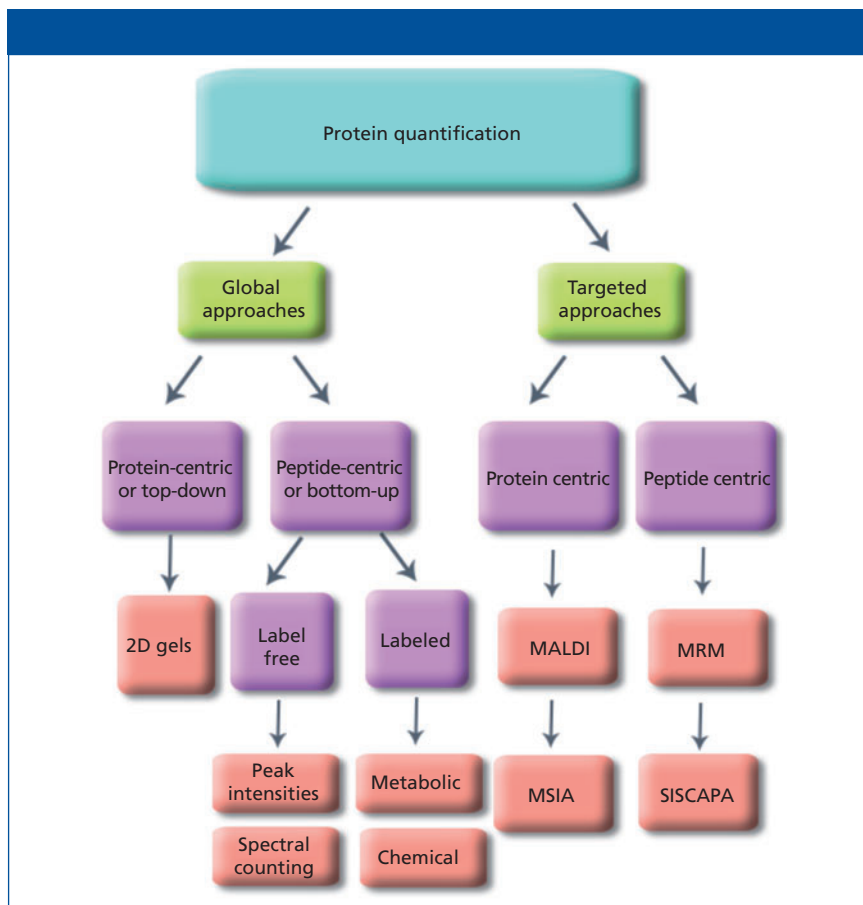 Protein quantification
Global
approaches
Targeted
approaches
Protein-centric
or top-down
Peptide-centric
or bottom-up
Protein centric
Peptide centric
2D gels
Label
free
Labeled
MALDI
MRM
Peak
intensities
Metabolic
MSIA
SISCAPA
Spectral
counting
Chemical